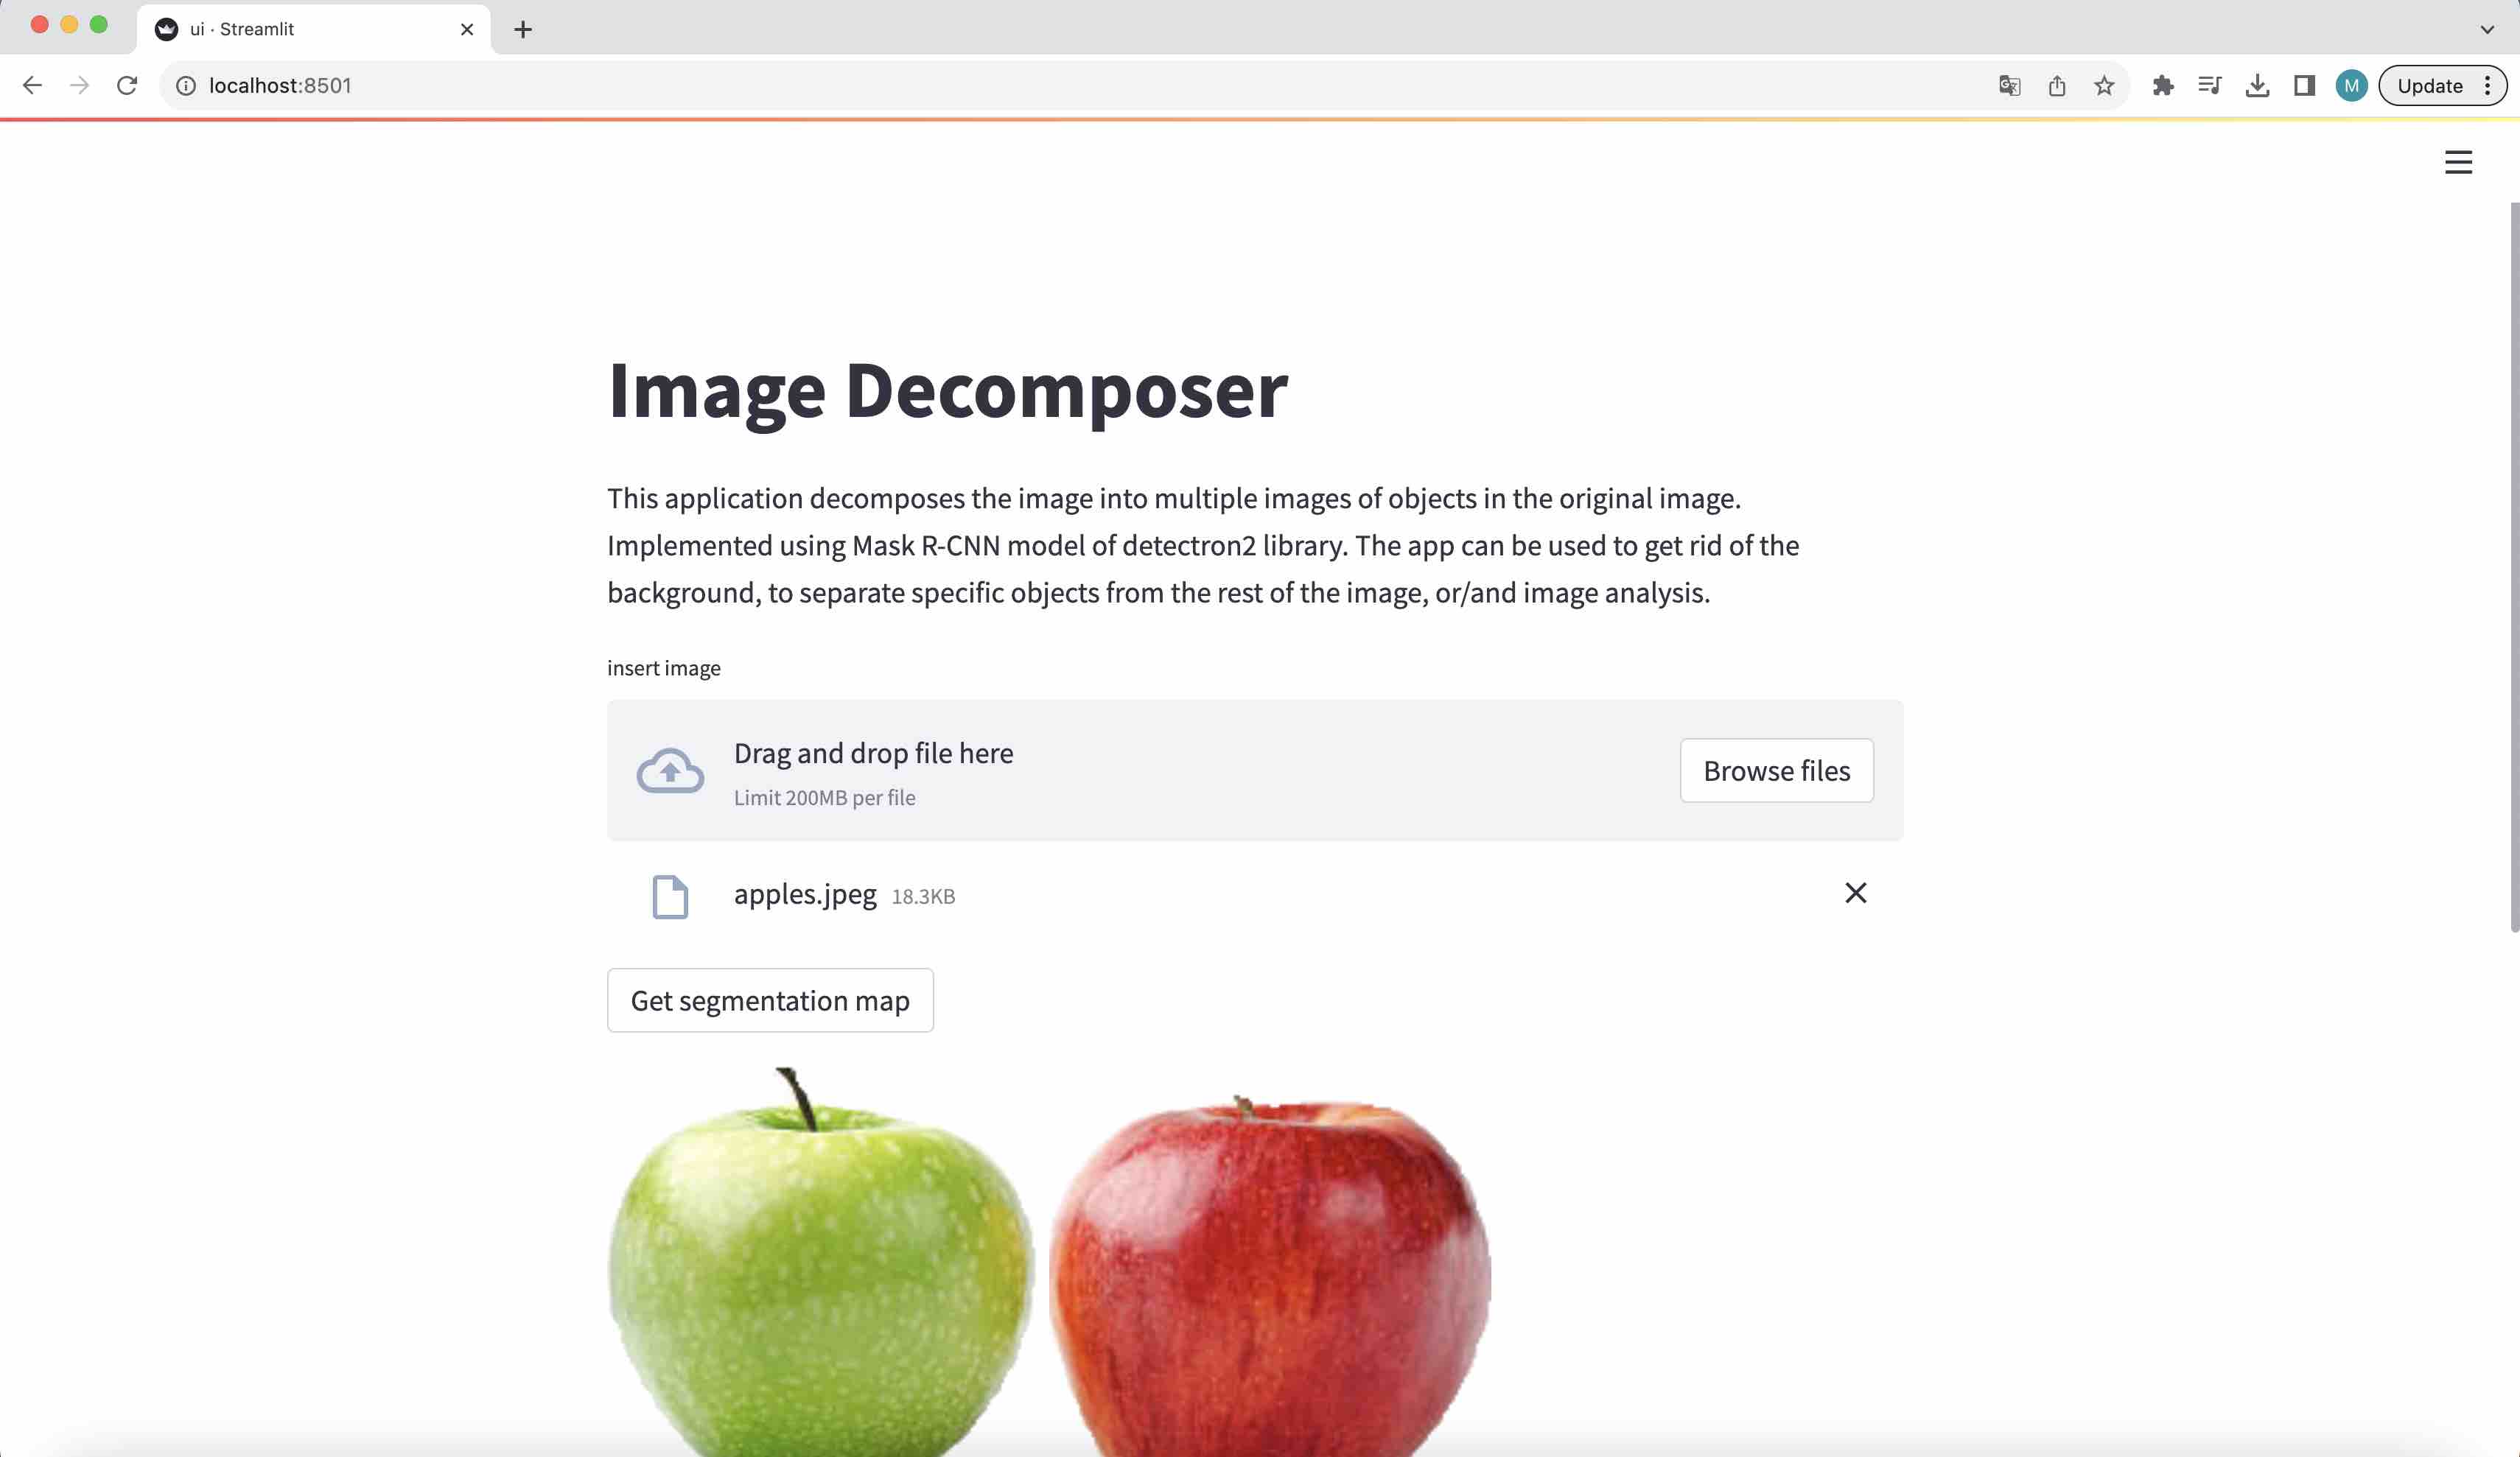 ui · Streamlit
localhost:8501
M
Update
Image Decomposer
This application decomposes the image into multiple images of objects in the original image.
Implemented using Mask R-CNN model of detectron2 library. The app can be used to get rid of the
background, to separate specific objects from the rest of the image, or/and image analysis.
insert image
Drag and drop file here
Limit 200MB per file
Browse files
apples.jpeg 18.3KB
Get segmentation map